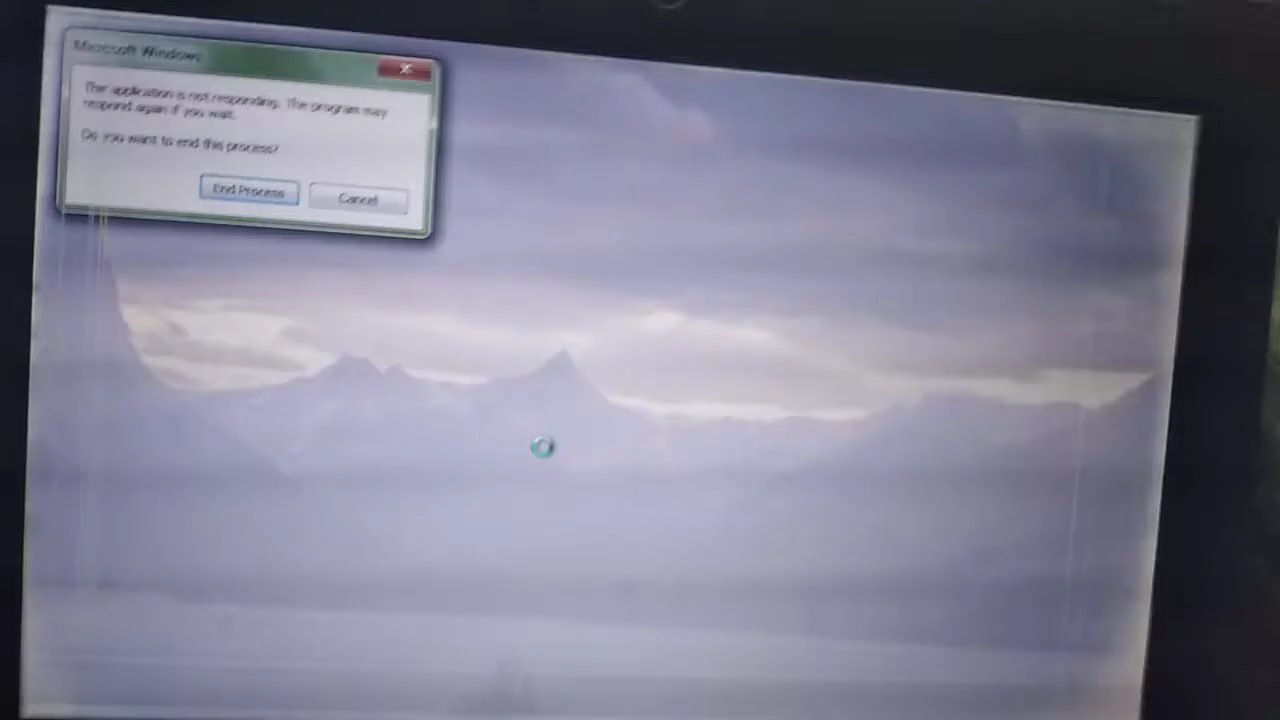 Microsoft Windows
The application is not responding. The program may
respond again if you wait.
Do you want to end this process?
End Process
Cancel